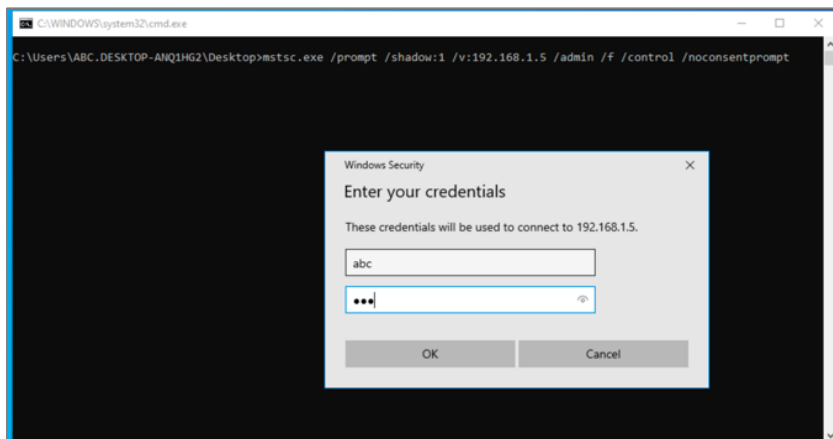 C:\WINDOWS\system32\cmd.exe
C:\Users\ABC.DESKTOP-ANQ1HG2\Desktop>mstsc.exe /prompt /shadow:1 /v:192.168.1.5 /admin /f /control /noconsentprompt
Windows Security
Enter your credentials
These credentials will be used to connect to 192.168.1.5.
abc
•••
OK Cancel